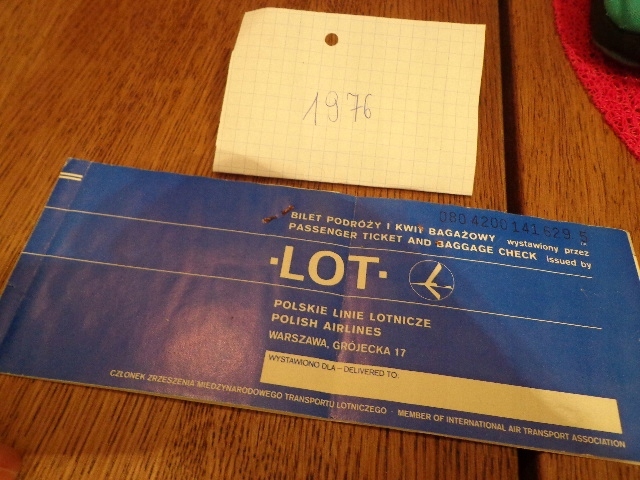 1976
080 4200 141 629 5
BILET PODRÓŻY I KWIT BAGAŻOWY wystawiony przez
PASSENGER TICKET AND BAGGAGE CHECK issued by
·LOT·
POLSKIE LINIE LOTNICZE
POLISH AIRLINES
WARSZAWA, GRÓJECKA 17
WYSTAWIONO DLA – DELIVERED TO:
CZŁONEK ZRZESZENIA MIĘDZYNARODOWEGO TRANSPORTU LOTNICZEGO · MEMBER OF INTERNATIONAL AIR TRANSPORT ASSOCIATION